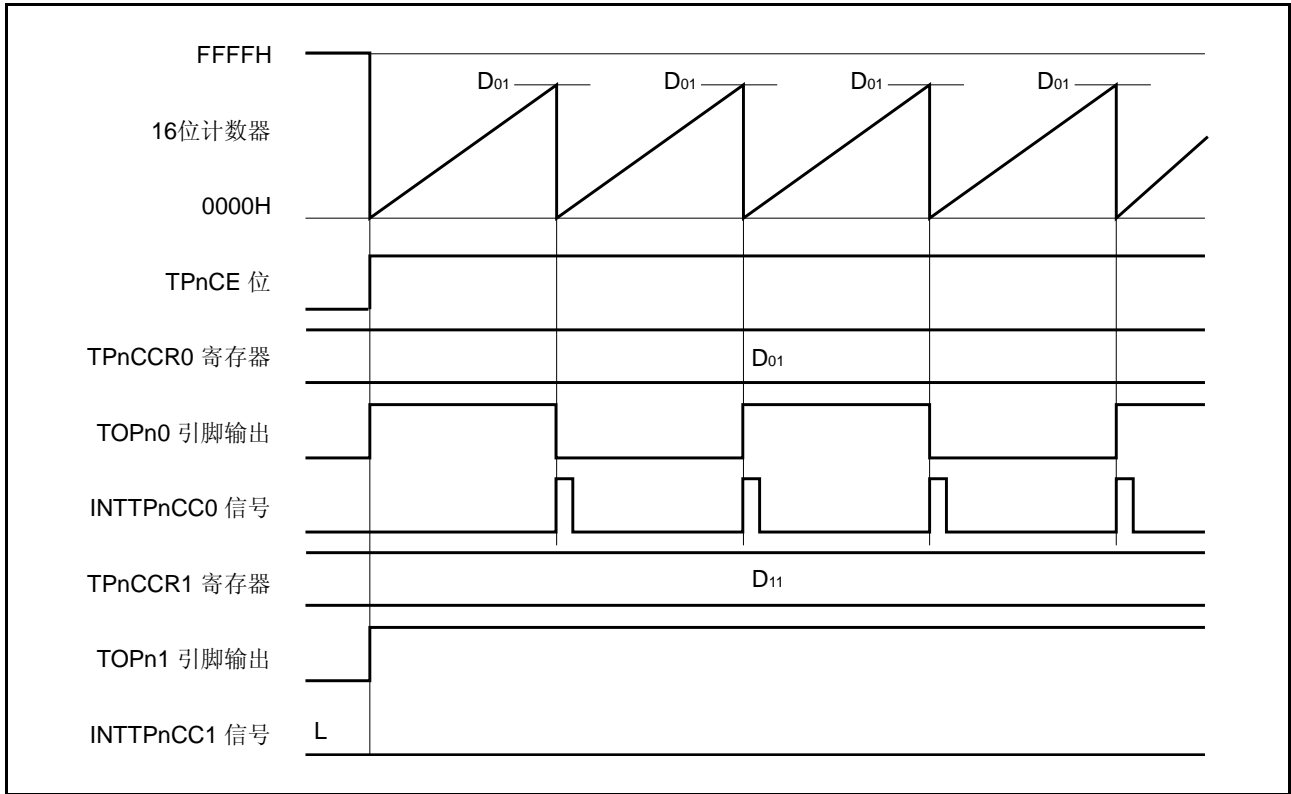 FFFFH
D01 D01 D01 D01
16位计数器
0000H
TPnCE 位
TPnCCR0 寄存器 D01
TOPn0 引脚输出
INTTPnCC0 信号
TPnCCR1 寄存器 D11
TOPn1 引脚输出
INTTPnCC1 信号 L